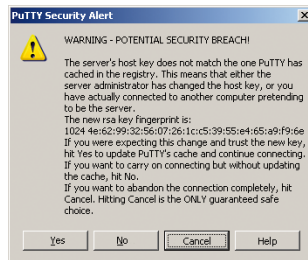 PuTTY Security Alert
WARNING - POTENTIAL SECURITY BREACH!
The server's host key does not match the one PuTTY has
cached in the registry. This means that either the
server administrator has changed the host key, or you
have actually connected to another computer pretending
to be the server.
The new rsa key fingerprint is:
1024 4e:62:99:32:56:07:26:1c:c5:39:55:e4:65:a9:f9:6e
If you were expecting this change and trust the new key,
hit Yes to update PuTTY's cache and continue connecting.
If you want to carry on connecting but without updating
the cache, hit No.
If you want to abandon the connection completely, hit
Cancel. Hitting Cancel is the ONLY guaranteed safe
choice.
Yes No Cancel Help